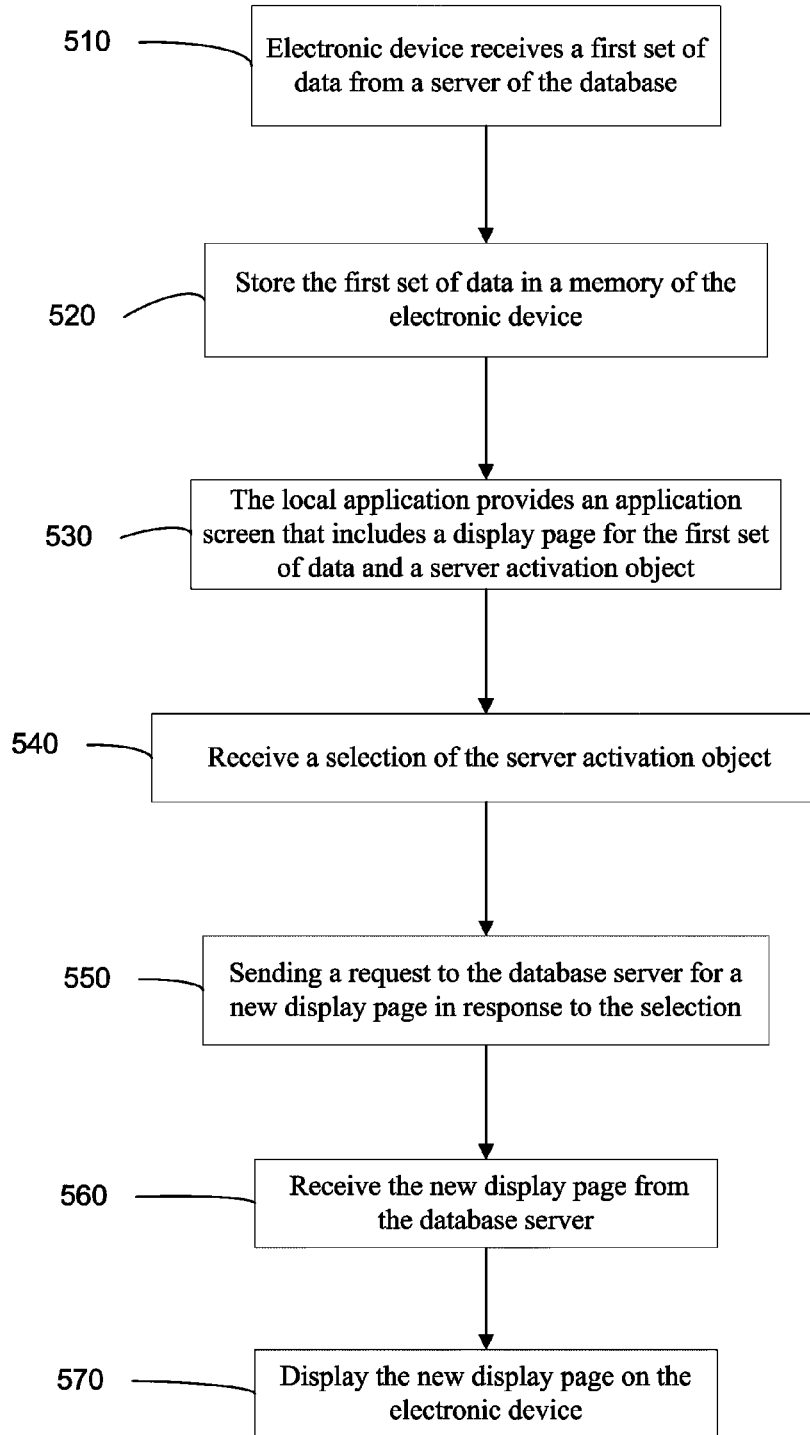 510
Electronic device receives a first set of
data from a server of the database
520
Store the first set of data in a memory of the
electronic device
530
The local application provides an application
screen that includes a display page for the first set
of data and a server activation object
540
Receive a selection of the server activation object
550
Sending a request to the database server for a
new display page in response to the selection
560
Receive the new display page from
the database server
570
Display the new display page on the
electronic device